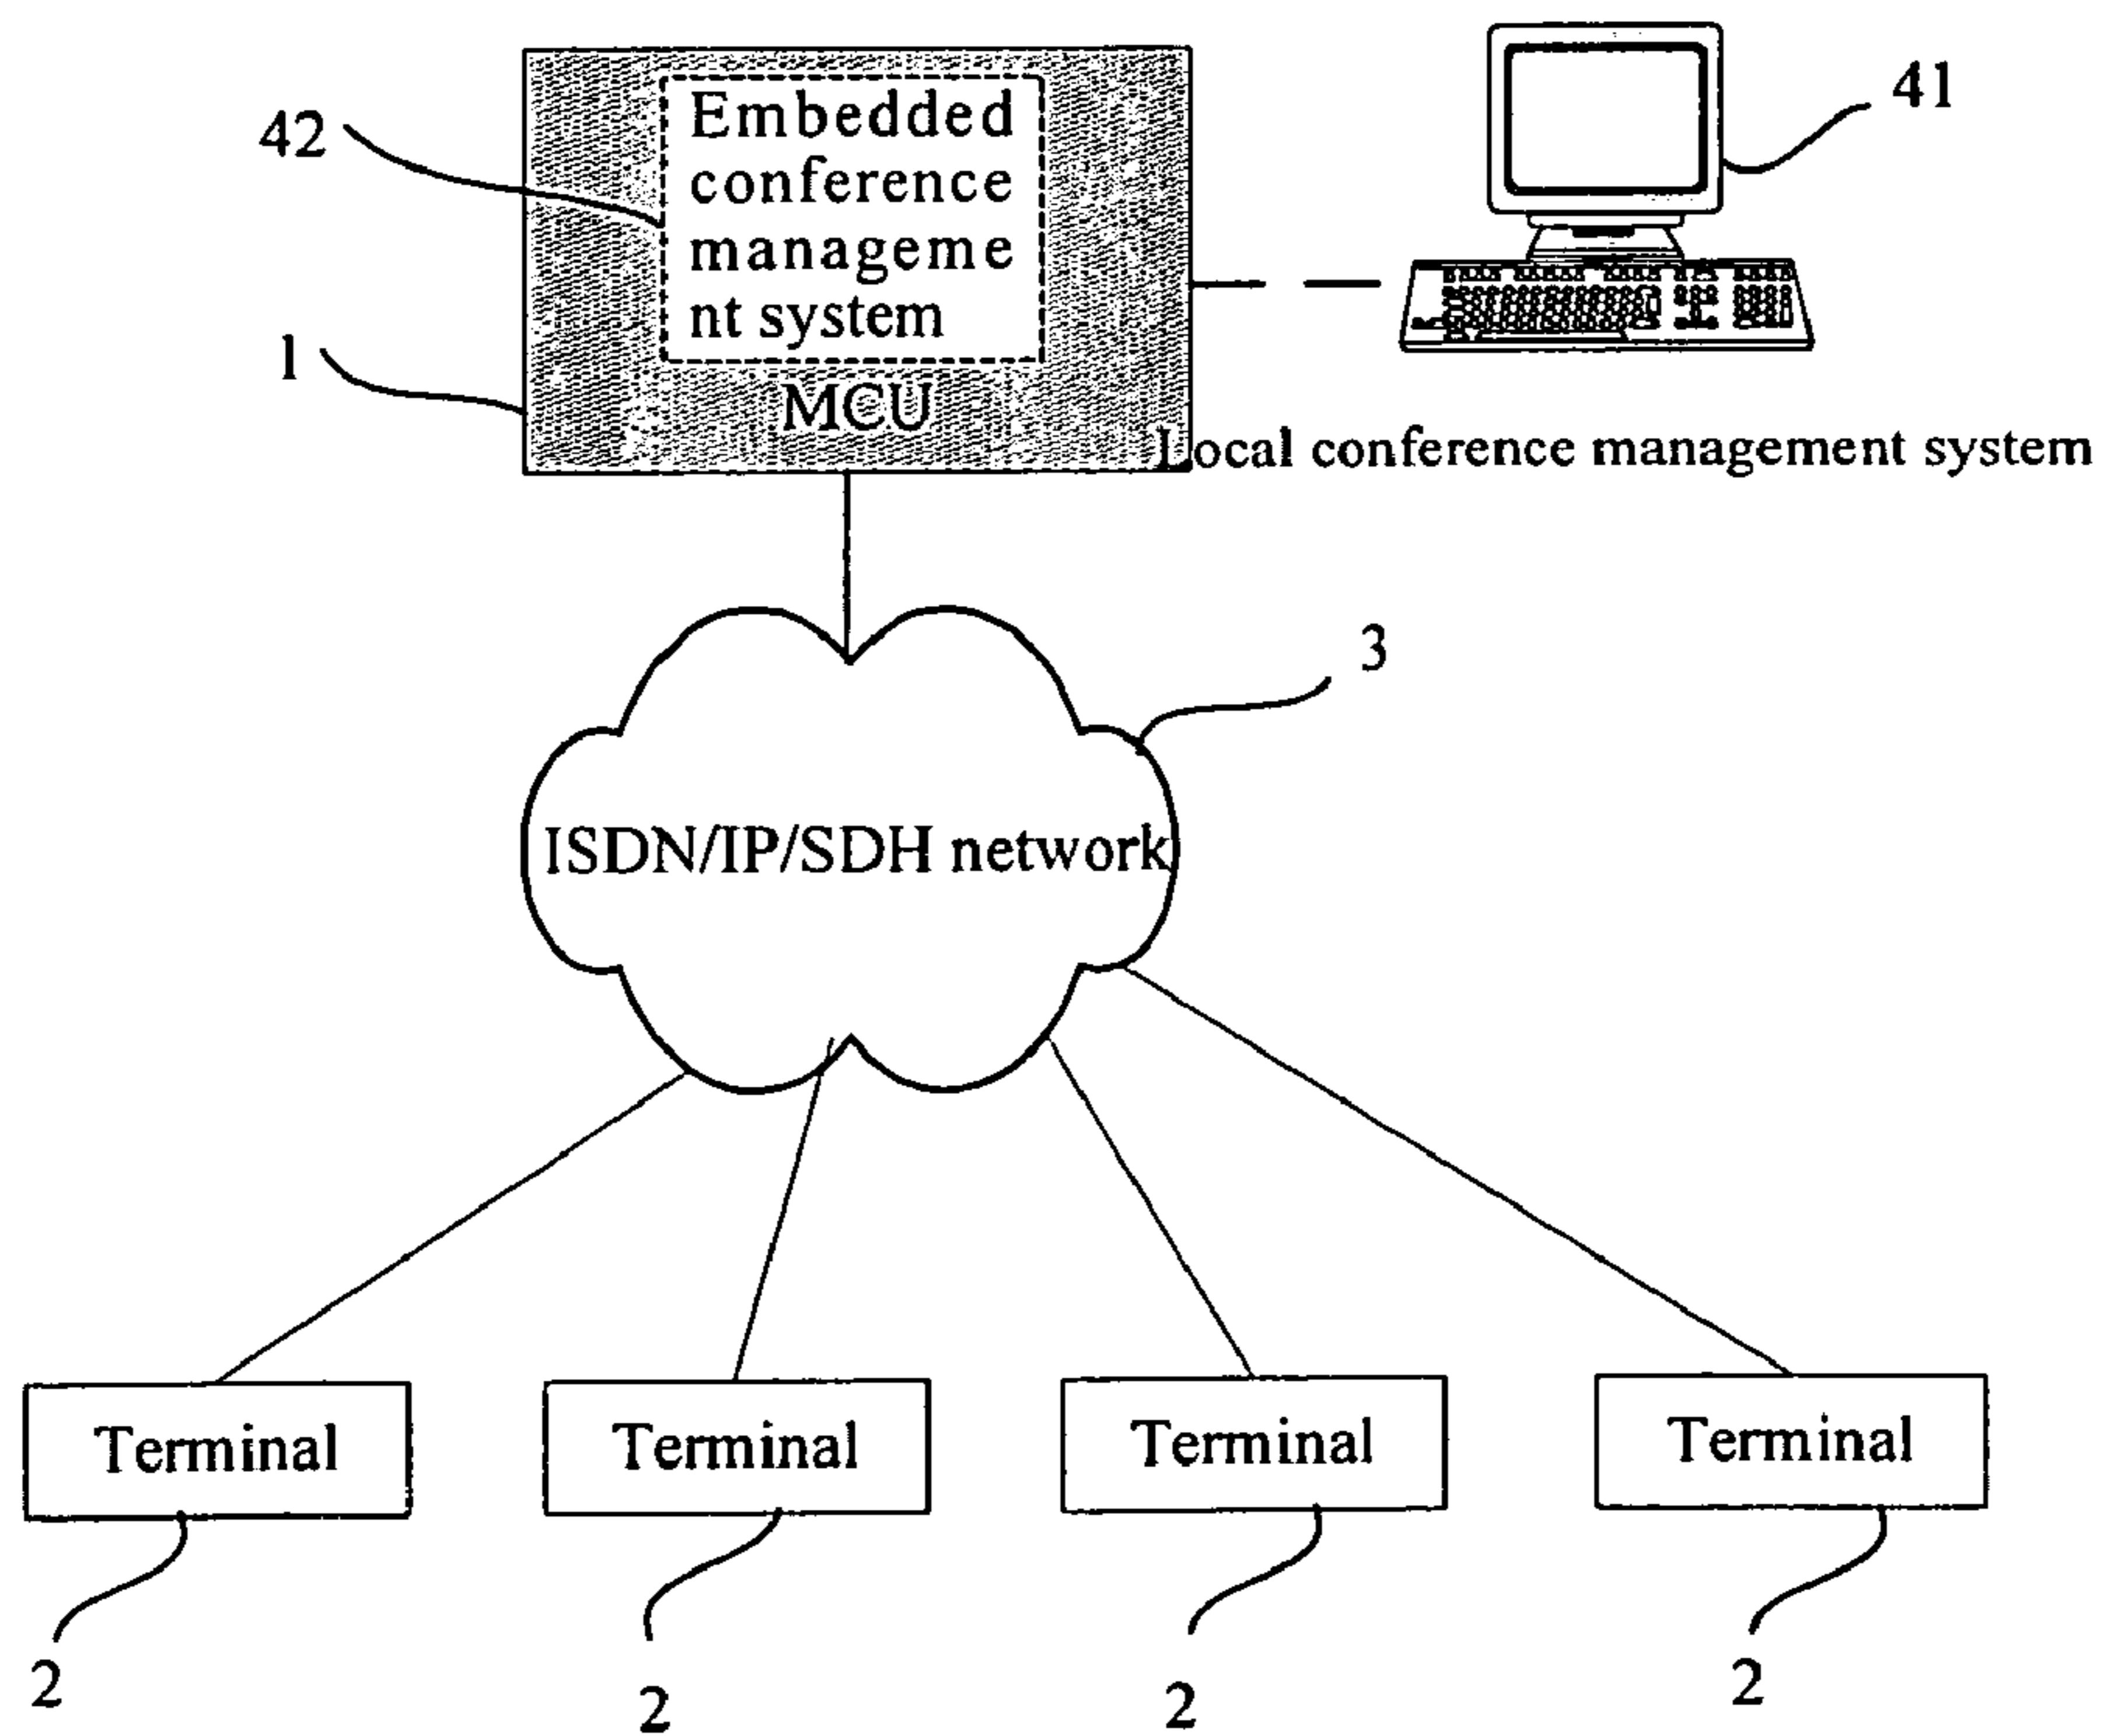 42
Embedded
conference
manageme
nt system
41
1
MCU
Local conference management system
3
ISDN/IP/SDH network
Terminal
Terminal
Terminal
Terminal
2
2
2
2